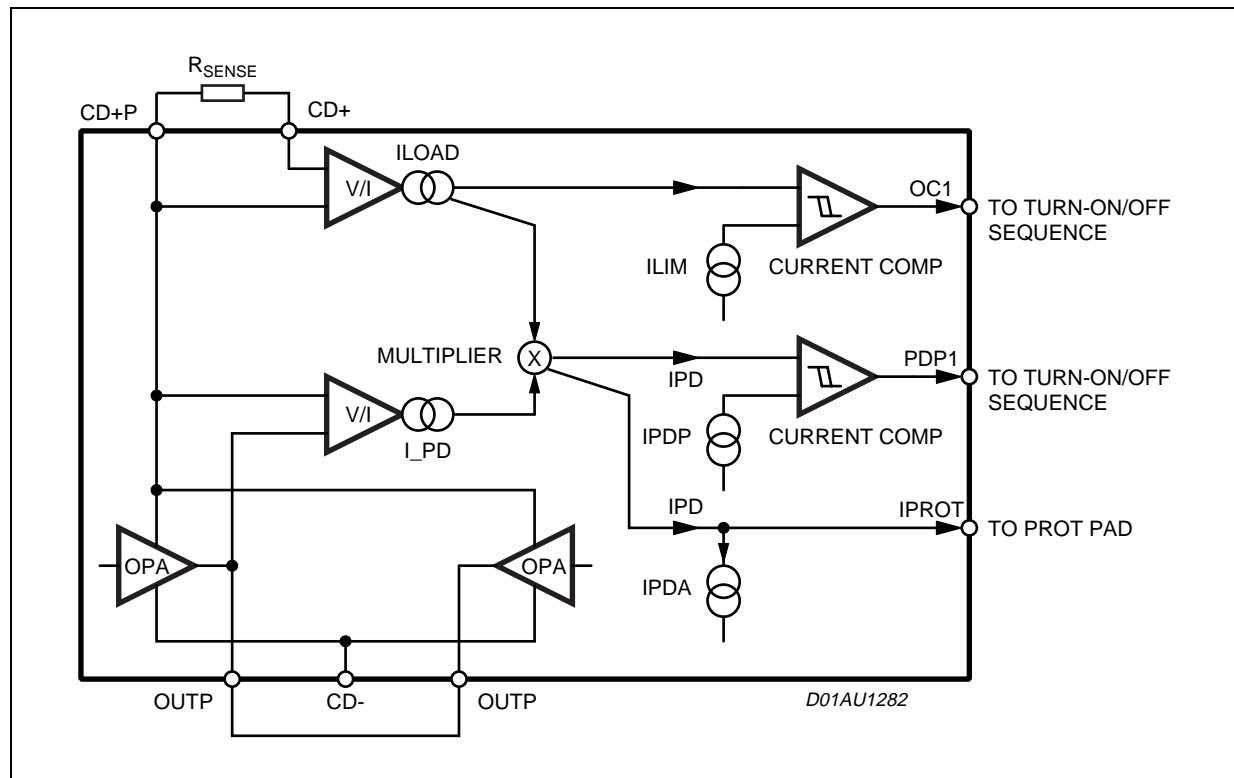 RSENSE
CD+P
CD+
ILOAD
V/I
OC1
TO TURN-ON/OFF
SEQUENCE
ILIM
CURRENT COMP
MULTIPLIER
X
IPD
PDP1
TO TURN-ON/OFF
SEQUENCE
V/I
I_PD
IPDP
CURRENT COMP
IPD
IPROT
TO PROT PAD
OPA
OPA
IPDA
OUTP
CD-
OUTP
D01AU1282